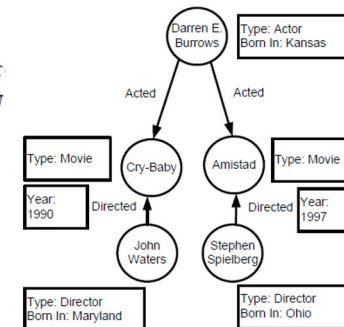 Darren E.
Burrows
Type: Actor
Born In: Kansas
Acted
Acted
Type: Movie
Cry-Baby
Amistad
Type: Movie
Year:
1990
Directed
Directed
Year:
1997
John
Waters
Stephen
Spielberg
Type: Director
Born In: Maryland
Type: Director
Born In: Ohio